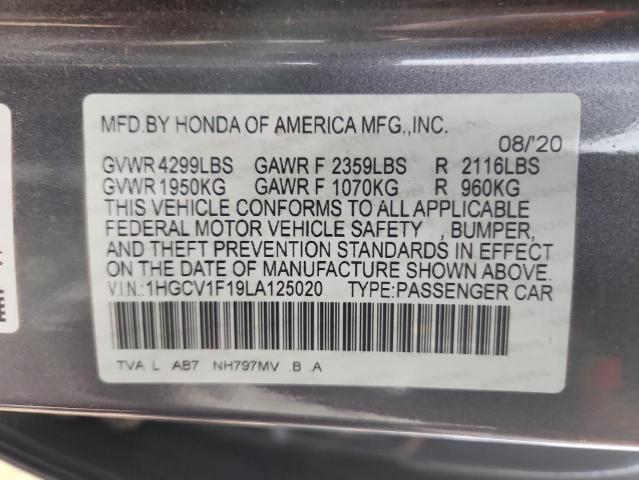 MFD.BY HONDA OF AMERICA MFG.,INC.
08/'20
GVWR 4299LBS GAWR F 2359LBS R 2116LBS
GVWR 1950KG GAWR F 1070KG R 960KG
THIS VEHICLE CONFORMS TO ALL APPLICABLE
FEDERAL MOTOR VEHICLE SAFETY , BUMPER,
AND THEFT PREVENTION STANDARDS IN EFFECT
ON THE DATE OF MANUFACTURE SHOWN ABOVE.
V.I.N.:1HGCV1F19LA125020 TYPE:PASSENGER CAR
TVA L AB7 NH797MV .B .A